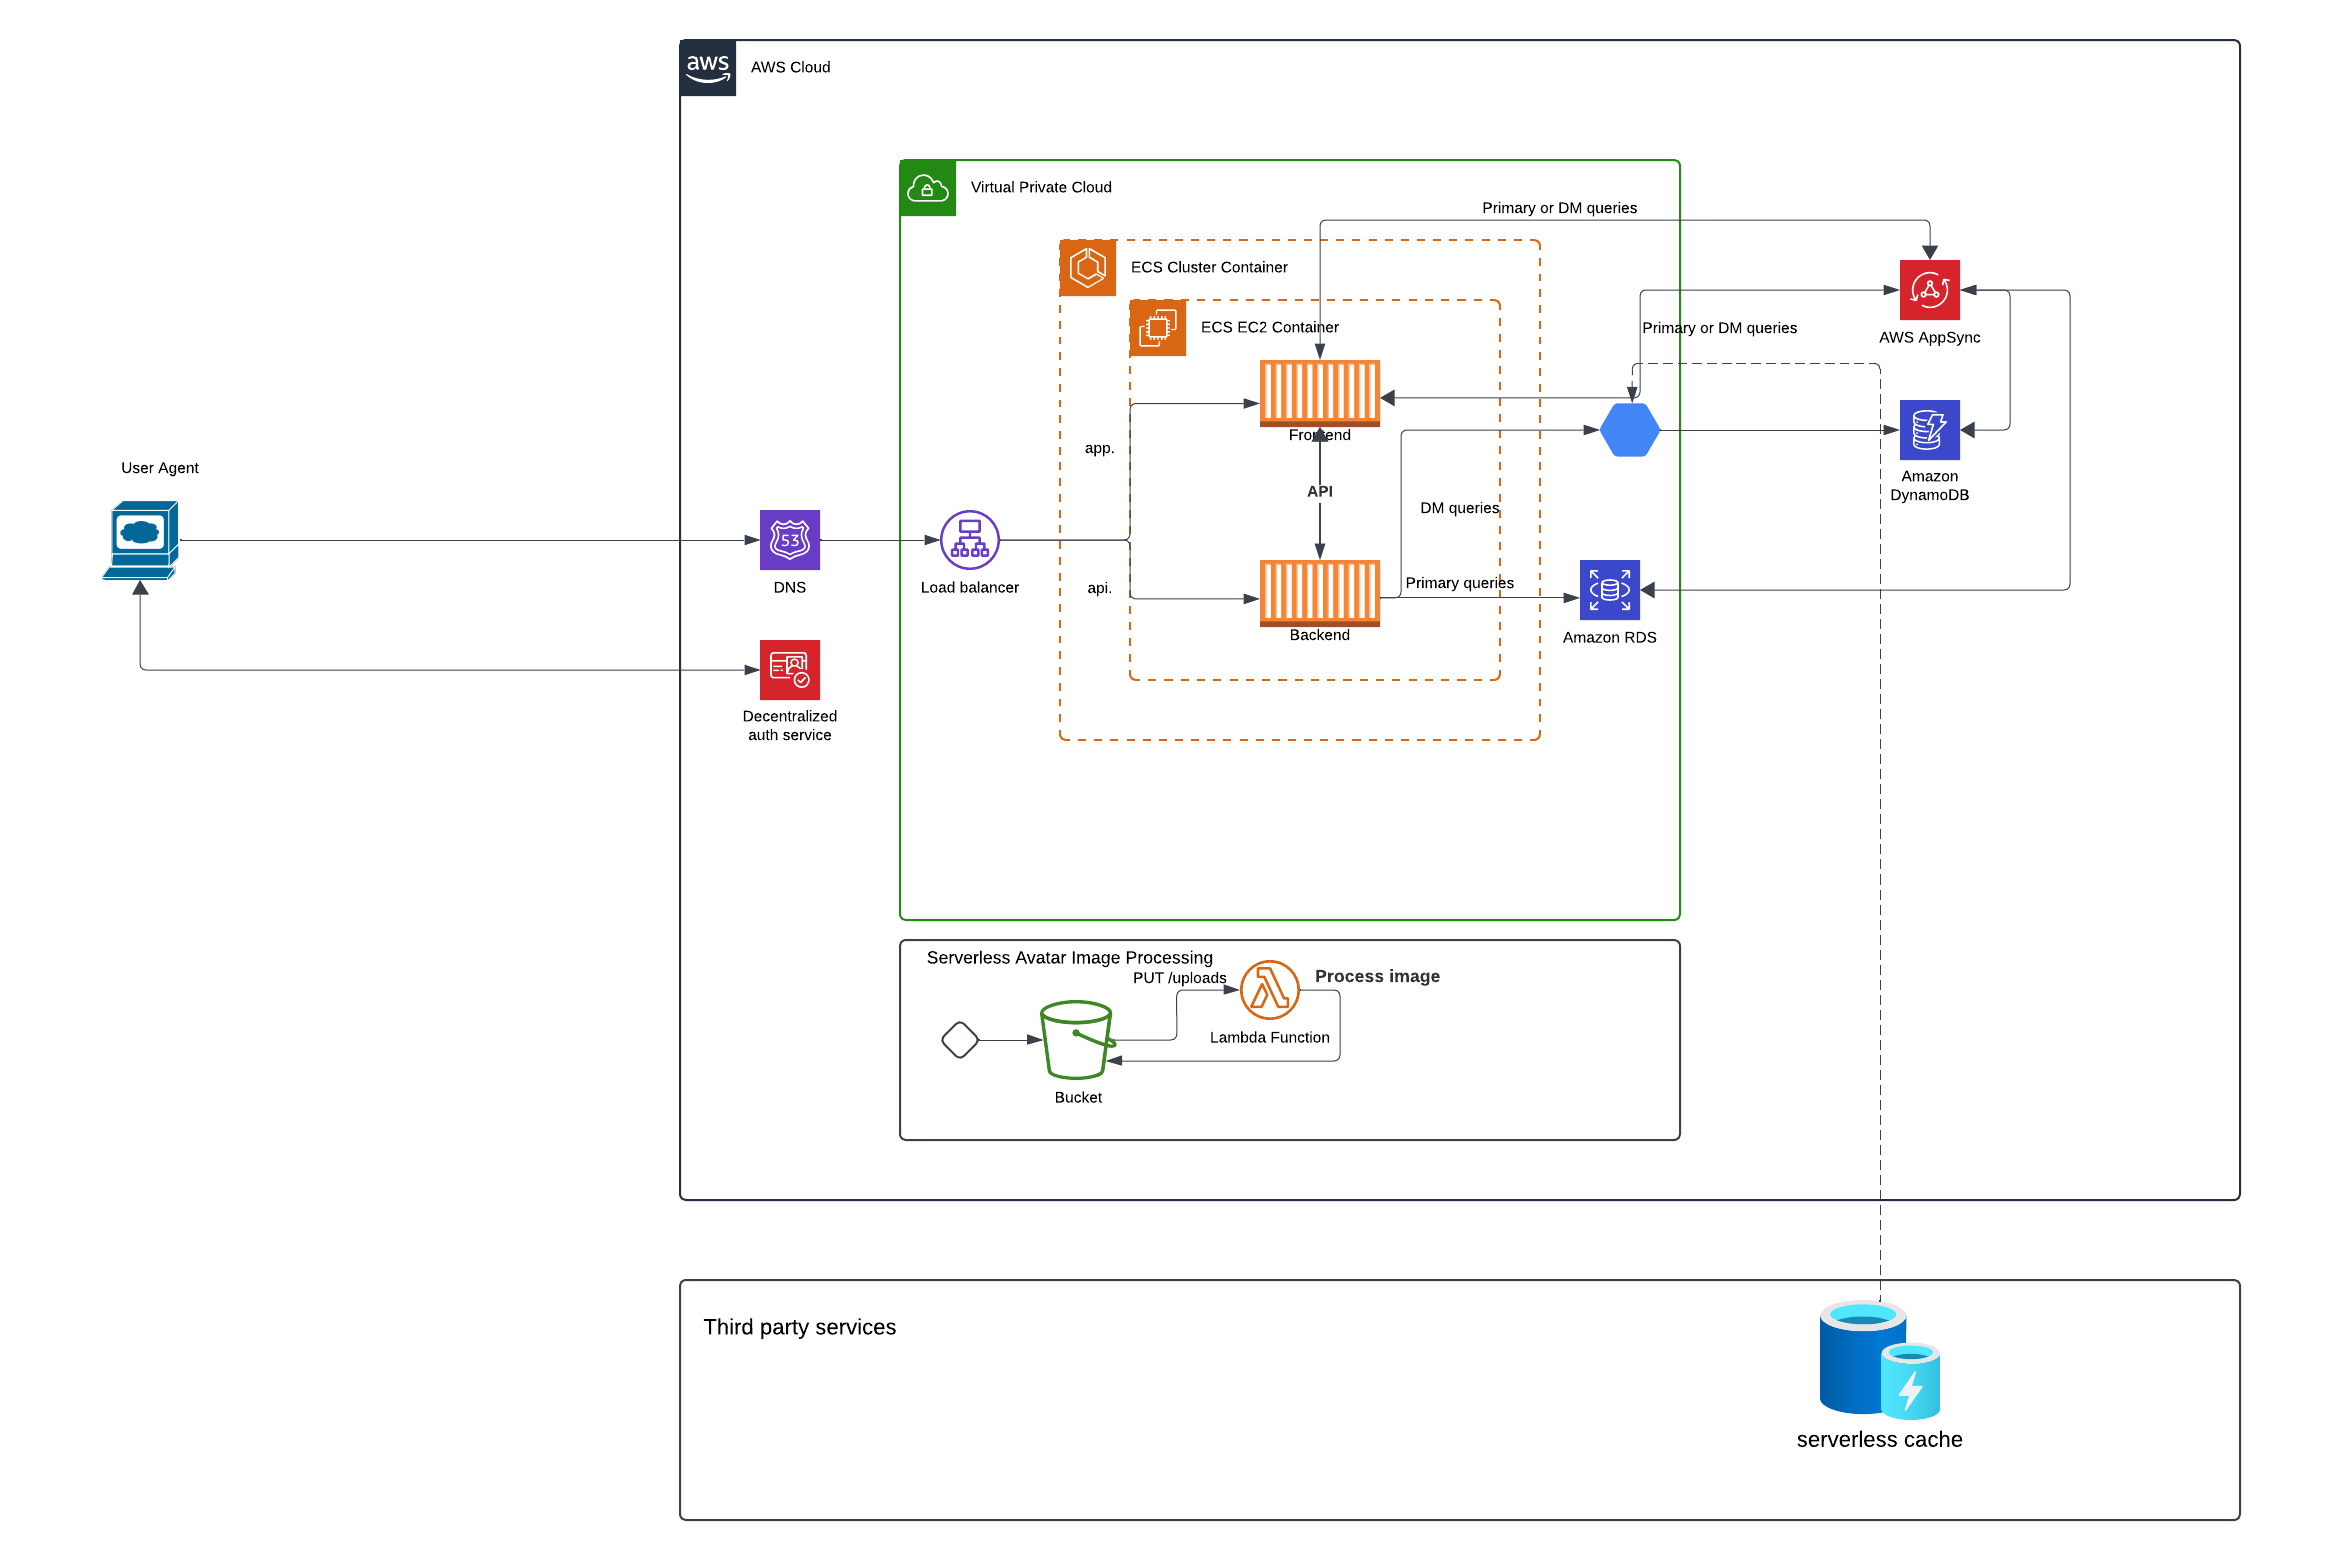 aws
AWS Cloud
Virtual Private Cloud
Primary or DM queries
ECS Cluster Container
ECS EC2 Container
Primary or DM queries
AWS AppSync
Frontend
app.
User Agent
Amazon
DynamoDB
API
DM queries
53
DNS
Load balancer
api.
Primary queries
Backend
Amazon RDS
Decentralized
auth service
Serverless Avatar Image Processing
PUT /uploads
Process image
Lambda Function
Bucket
Third party services
serverless cache